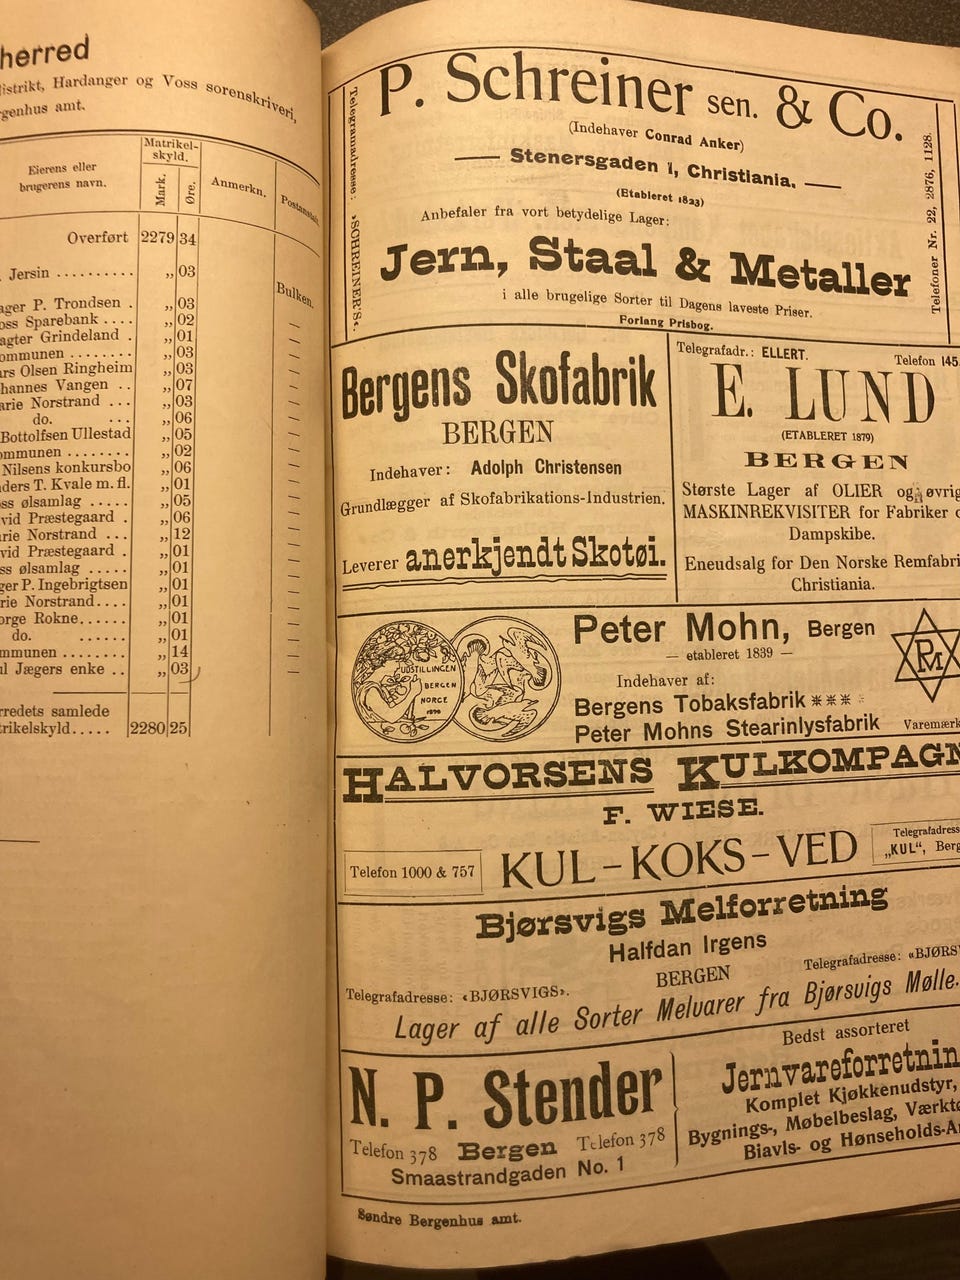 herred
distrikt, Hardanger og Voss sorenskriveri,
genhus amt.
Eierens eller
brugerens navn.
Matrikel-
skyld.
Mark.
Øre.
Anmerkn.
Overført 2279 34
Jersin .......... „ 03
Bulken.
ager P. Trondsen . „ 03 —
oss Sparebank .... „ 02 —
agter Grindeland . „ 01 —
ommunen ........ „ 03 —
ars Olsen Ringheim „ 03 —
hannes Vangen .. „ 07 —
arie Norstrand ... „ 03 —
do. ... „ 06 —
Bottolfsen Ullestad „ 05 —
ommunen ........ „ 02 —
Nilsens konkursbo „ 06 —
nders T. Kvale m. fl. „ 01 —
oss ølsamlag ..... „ 05 —
vid Præstegaard . „ 06 —
arie Norstrand ... „ 12 —
vid Præstegaard . „ 01 —
oss ølsamlag ..... „ 01 —
ger P. Ingebrigtsen „ 01 —
rie Norstrand.... „ 01 —
orge Rokne...... „ 01 —
do. ...... „ 01 —
mmunen ........ „ 14 —
ul Jægers enke .. „ 03 —
rredets samlede
trikelskyld..... 2280 25
Telegramadresse: »SCHREINER'S«.
P. Schreiner sen. & Co.
(Indehaver Conrad Anker)
Stenersgaden 1, Christiania.
(Etableret 1823)
Anbefaler fra vort betydelige Lager:
Jern, Staal & Metaller
i alle brugelige Sorter til Dagens laveste Priser.
Forlang Prisbog.
Telefoner Nr. 22, 2876, 1128.
Bergens Skofabrik
BERGEN
Indehaver: Adolph Christensen
Grundlægger af Skofabrikations-Industrien.
Leverer anerkjendt Skotøi.
Telegrafadr.: ELLERT. Telefon 145.
E. LUND
(ETABLERET 1879)
BERGEN
Største Lager af OLIER og øvrig
MASKINREKVISITER for Fabriker o
Dampskibe.
Eneudsalg for Den Norske Remfabri
Christiania.
UDSTILLINGEN
BERGEN
NORGE
1898
Peter Mohn, Bergen
— etableret 1839 —
Indehaver af:
Bergens Tobaksfabrik ***
Peter Mohns Stearinlysfabrik
PM
Varemærk
HALVORSENS KULKOMPAGN
F. WIESE.
Telefon 1000 & 757
KUL - KOKS - VED
Telegrafadress
„KUL“, Berg
Bjørsvigs Melforretning
Halfdan Irgens
BERGEN
Telegrafadresse: «BJØRSVIGS».
Telegrafadresse: «BJØRSV
Lager af alle Sorter Melvarer fra Bjørsvigs Mølle.
N. P. Stender
Telefon 378 Bergen Telefon 378
Smaastrandgaden No. 1
Bedst assorteret
Jernvareforretnin
Komplet Kjøkkenudstyr,
Bygnings-, Møbelbeslag, Værktø
Biavls- og Hønseholds-A
Søndre Bergenhus amt.